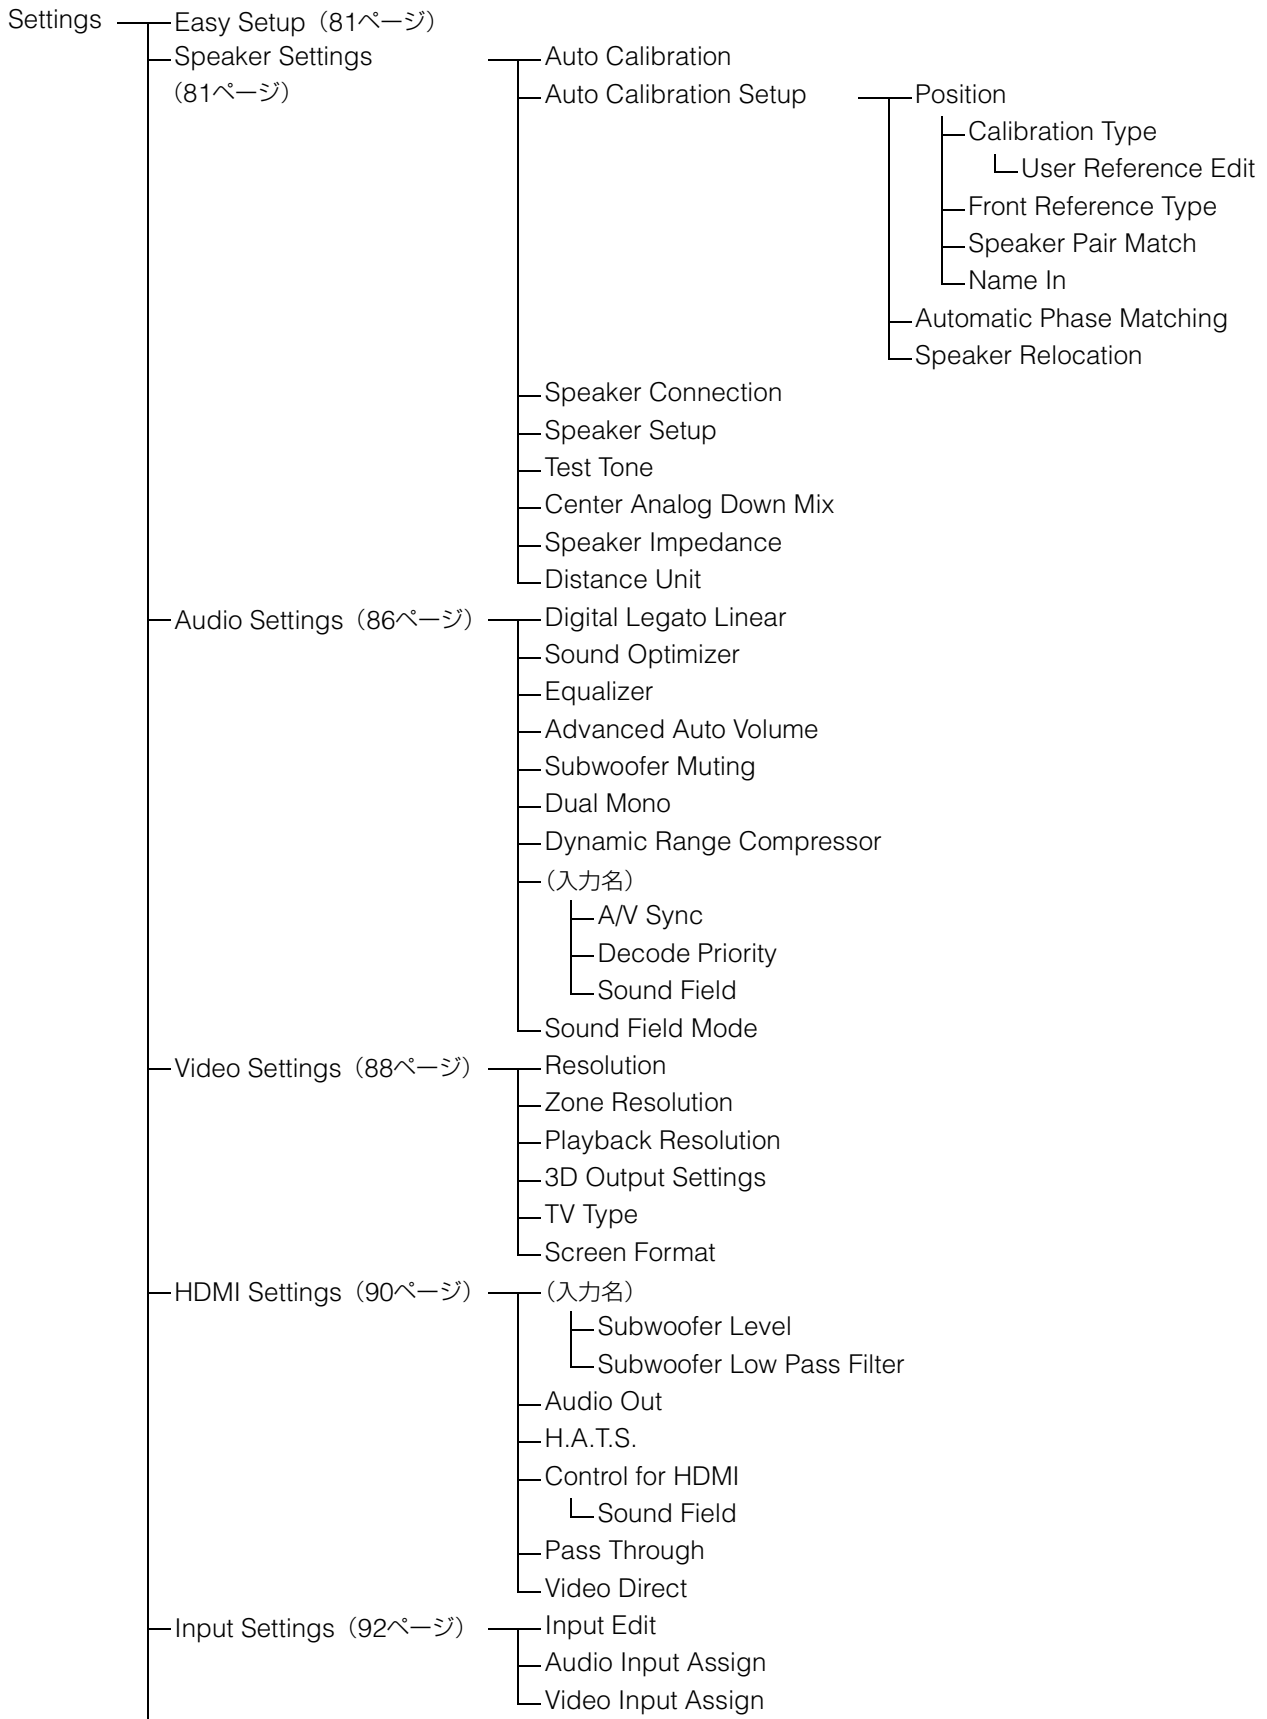 Settings
Easy Setup（81ページ）
Speaker Settings
（81ページ）
Auto Calibration
Auto Calibration Setup
Position
Calibration Type
User Reference Edit
Front Reference Type
Speaker Pair Match
Name In
Automatic Phase Matching
Speaker Relocation
Speaker Connection
Speaker Setup
Test Tone
Center Analog Down Mix
Speaker Impedance
Distance Unit
Audio Settings（86ページ）
Digital Legato Linear
Sound Optimizer
Equalizer
Advanced Auto Volume
Subwoofer Muting
Dual Mono
Dynamic Range Compressor
（入力名）
A/V Sync
Decode Priority
Sound Field
Sound Field Mode
Video Settings（88ページ）
Resolution
Zone Resolution
Playback Resolution
3D Output Settings
TV Type
Screen Format
HDMI Settings（90ページ）
（入力名）
Subwoofer Level
Subwoofer Low Pass Filter
Audio Out
H.A.T.S.
Control for HDMI
Sound Field
Pass Through
Video Direct
Input Settings（92ページ）
Input Edit
Audio Input Assign
Video Input Assign